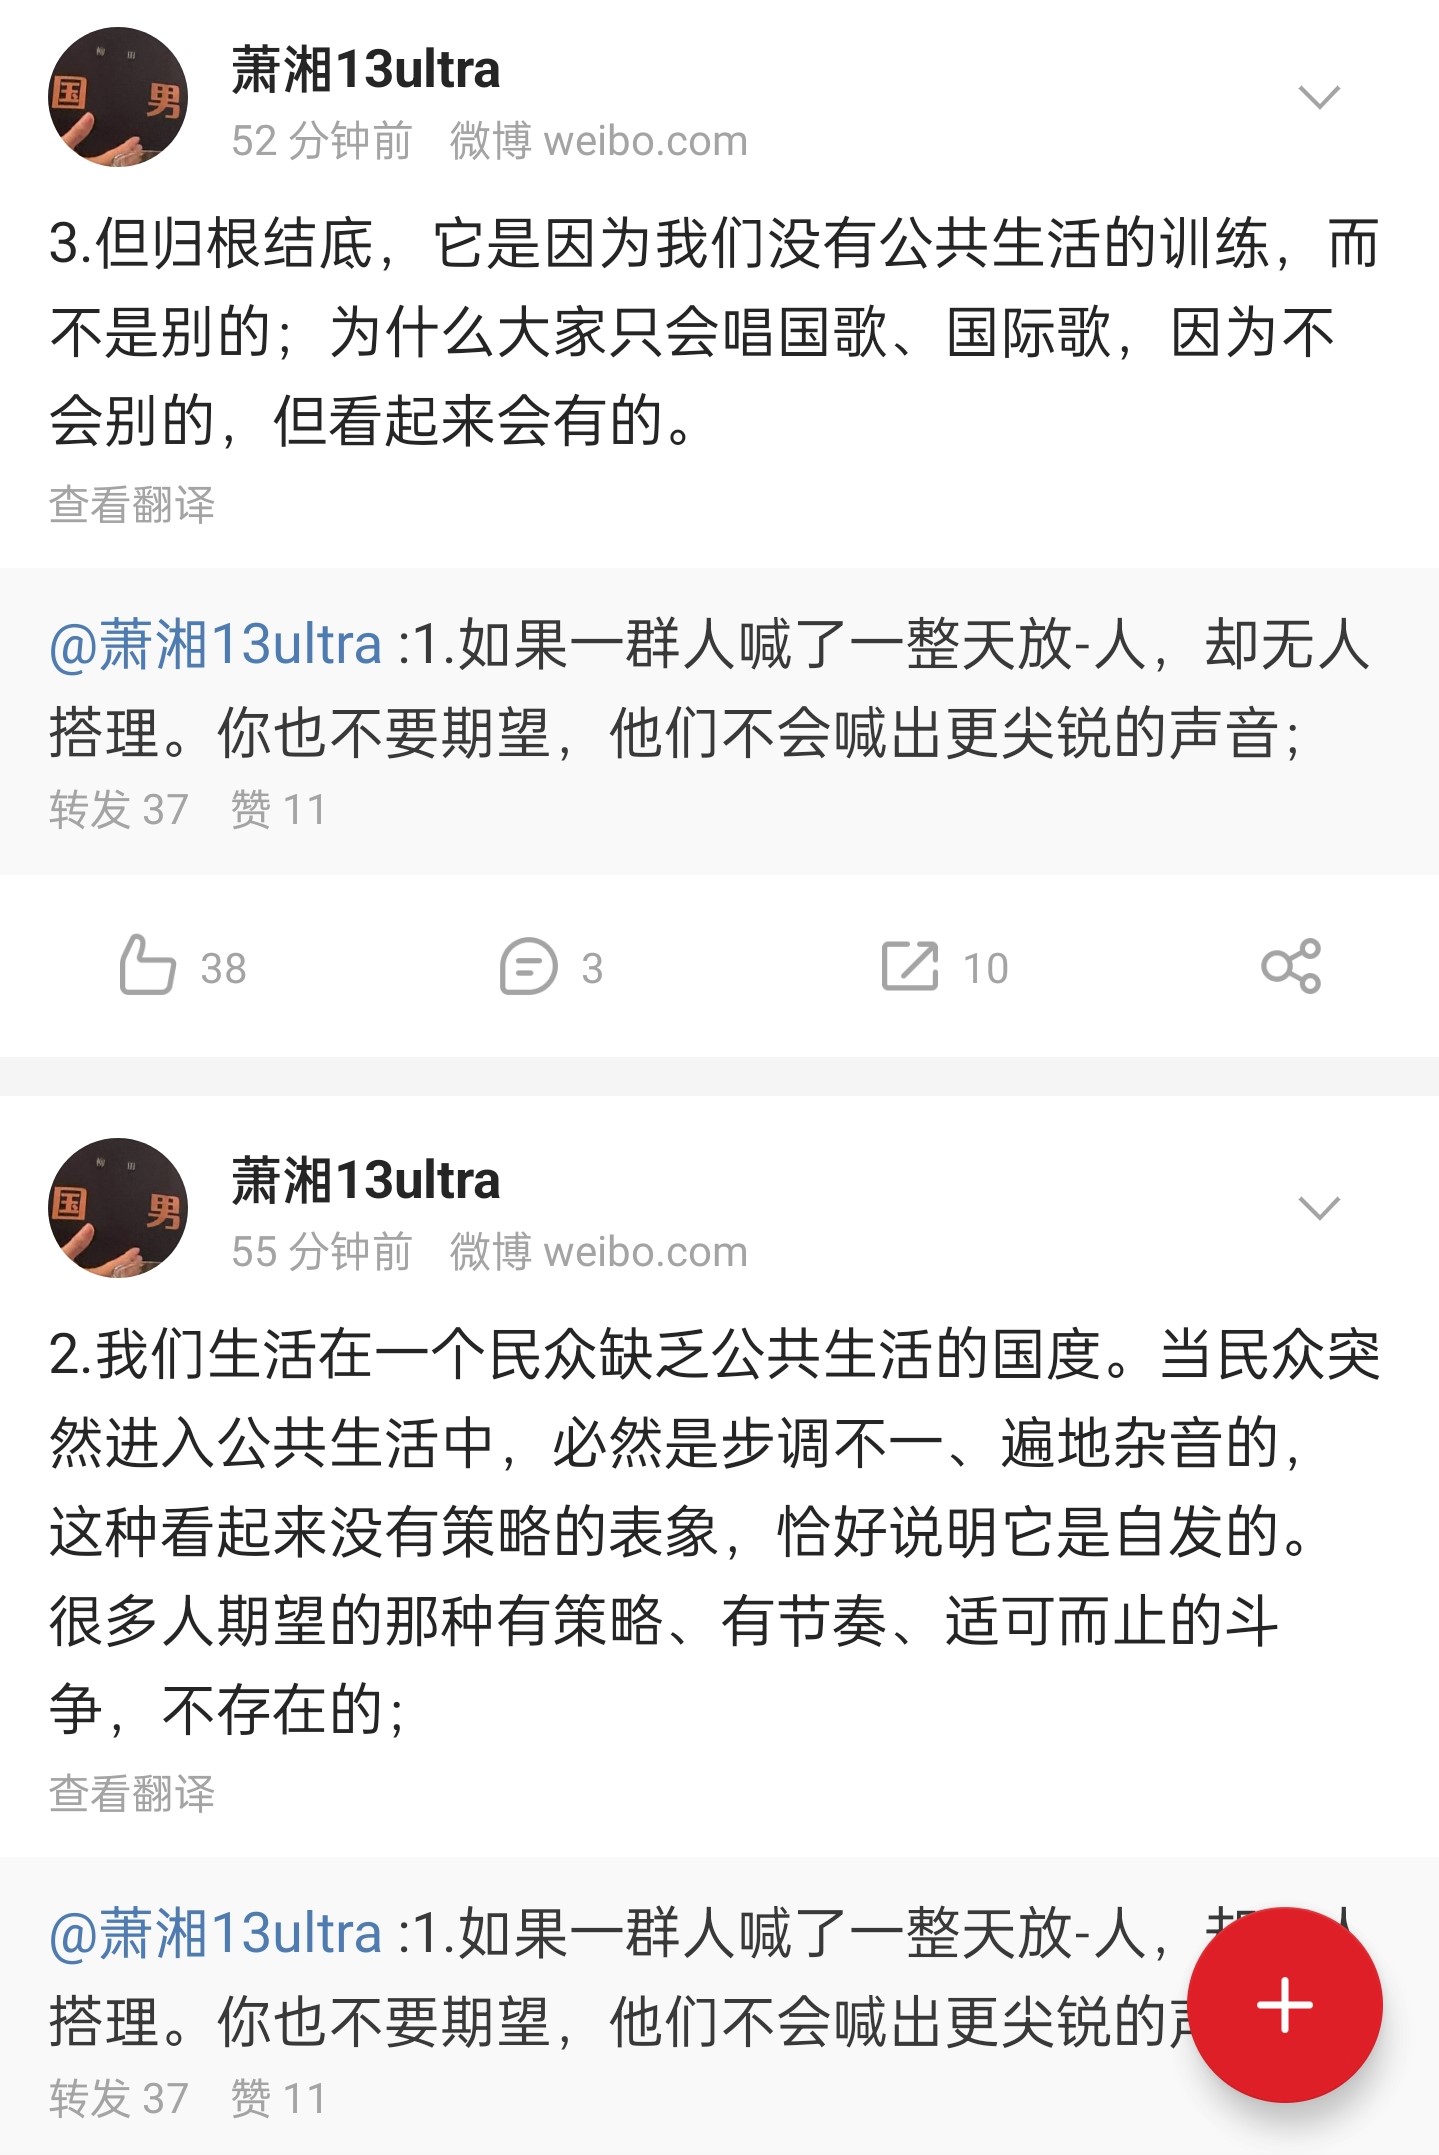 国 男
萧湘13ultra
52 分钟前 微博 weibo.com
3.但归根结底，它是因为我们没有公共生活的训练，而
不是别的；为什么大家只会唱国歌、国际歌，因为不
会别的，但看起来会有的。
查看翻译
@萧湘13ultra :1.如果一群人喊了一整天放-人，却无人
搭理。你也不要期望，他们不会喊出更尖锐的声音；
转发 37 赞 11
38 3 10
国 男
萧湘13ultra
55 分钟前 微博 weibo.com
2.我们生活在一个民众缺乏公共生活的国度。当民众突
然进入公共生活中，必然是步调不一、遍地杂音的，
这种看起来没有策略的表象，恰好说明它是自发的。
很多人期望的那种有策略、有节奏、适可而止的斗
争，不存在的；
查看翻译
@萧湘13ultra :1.如果一群人喊了一整天放-人，
搭理。你也不要期望，他们不会喊出更尖锐的
转发 37 赞 11